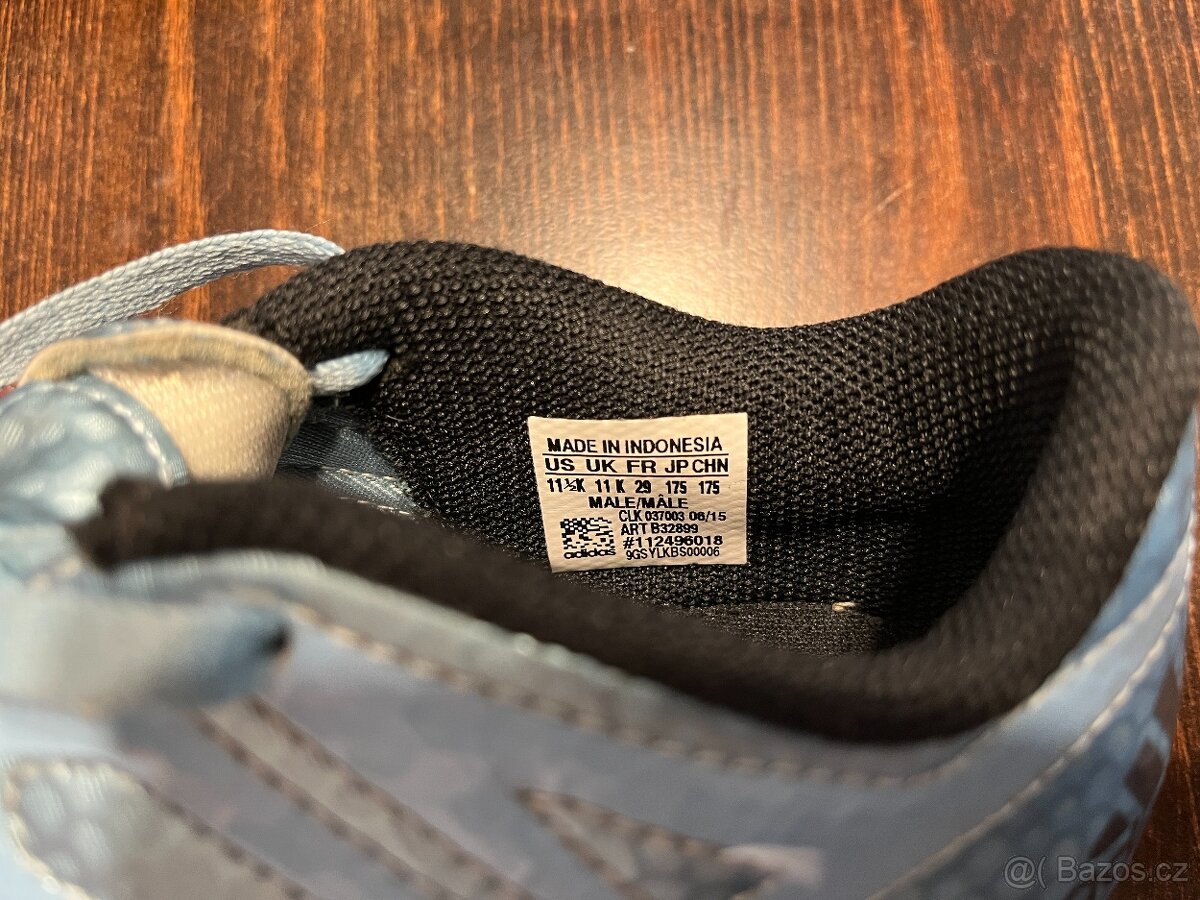 MADE IN INDONESIA
US UK FR JP CHN
11½K 11 K 29 175 175
MALE/MÂLE
CLK 037003 06/15
ART B32899
#112496018
adidas 9GSYLKBS00006
@( Bazos.cz